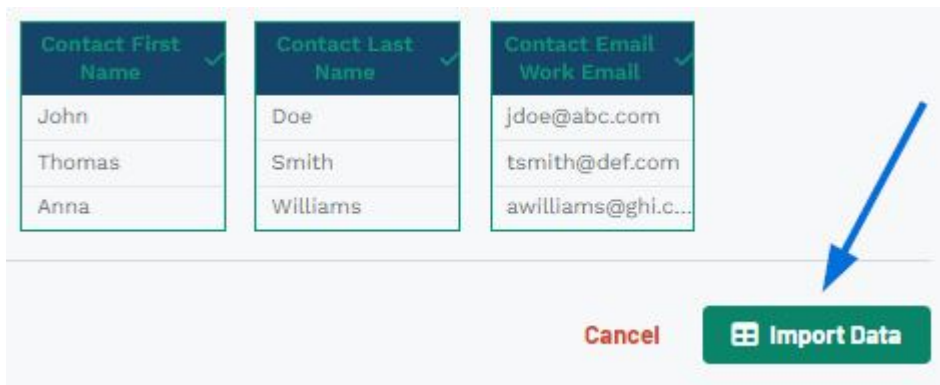 Contact First Name
Contact Last Name
Contact Email Work Email
John Doe jdoe@abc.com
Thomas Smith tsmith@def.com
Anna Williams awilliams@ghi.c...
Cancel Import Data